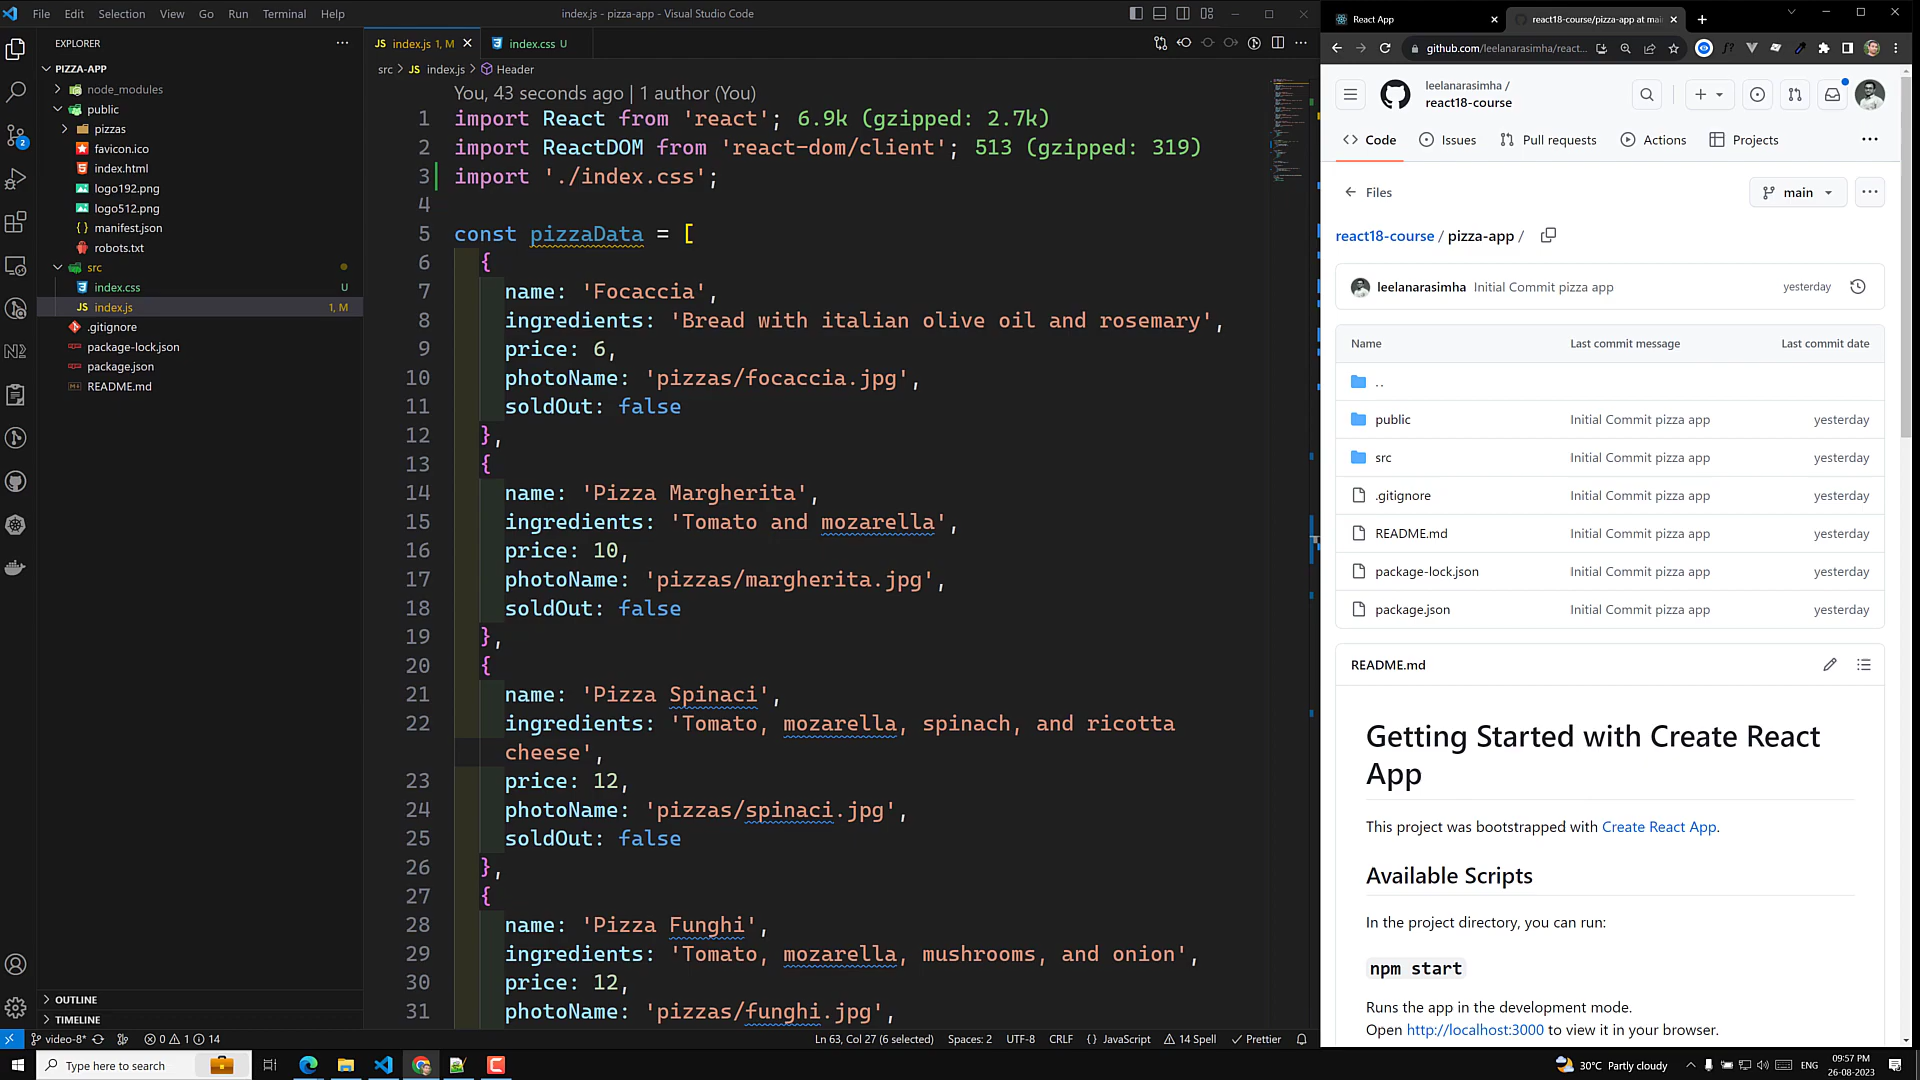 File Edit Selection View Go Run Terminal Help
index.js - pizza-app - Visual Studio Code
EXPLORER
PIZZA-APP
node_modules
public
pizzas
favicon.ico
index.html
logo192.png
logo512.png
manifest.json
robots.txt
src
index.css U
JS index.js 1, M
.gitignore
package-lock.json
package.json
README.md
OUTLINE
TIMELINE
JS index.js 1, M
index.css U
src > JS index.js > Header
You, 43 seconds ago | 1 author (You)
1 import React from 'react'; 6.9k (gzipped: 2.7k)
2 import ReactDOM from 'react-dom/client'; 513 (gzipped: 319)
3 import './index.css';
4
5 const pizzaData = [
6 {
7 name: 'Focaccia',
8 ingredients: 'Bread with italian olive oil and rosemary',
9 price: 6,
10 photoName: 'pizzas/focaccia.jpg',
11 soldOut: false
12 },
13 {
14 name: 'Pizza Margherita',
15 ingredients: 'Tomato and mozarella',
16 price: 10,
17 photoName: 'pizzas/margherita.jpg',
18 soldOut: false
19 },
20 {
21 name: 'Pizza Spinaci',
22 ingredients: 'Tomato, mozarella, spinach, and ricotta
cheese',
23 price: 12,
24 photoName: 'pizzas/spinaci.jpg',
25 soldOut: false
26 },
27 {
28 name: 'Pizza Funghi',
29 ingredients: 'Tomato, mozarella, mushrooms, and onion',
30 price: 12,
31 photoName: 'pizzas/funghi.jpg',
video-8* 0 1 14
Ln 63, Col 27 (6 selected) Spaces: 2 UTF-8 CRLF {} JavaScript 14 Spell Prettier
React App
react18-course/pizza-app at mai
github.com/leelanarasimha/react...
leelanarasimha /
react18-course
Code Issues Pull requests Actions Projects
Files
main
react18-course / pizza-app /
leelanarasimha Initial Commit pizza app yesterday
Name Last commit message Last commit date
..
public Initial Commit pizza app yesterday
src Initial Commit pizza app yesterday
.gitignore Initial Commit pizza app yesterday
README.md Initial Commit pizza app yesterday
package-lock.json Initial Commit pizza app yesterday
package.json Initial Commit pizza app yesterday
README.md
Getting Started with Create React
App
This project was bootstrapped with Create React App.
Available Scripts
In the project directory, you can run:
npm start
Runs the app in the development mode.
Open http://localhost:3000 to view it in your browser.
Type here to search
30°C Partly cloudy
ENG
09:57 PM
26-08-2023